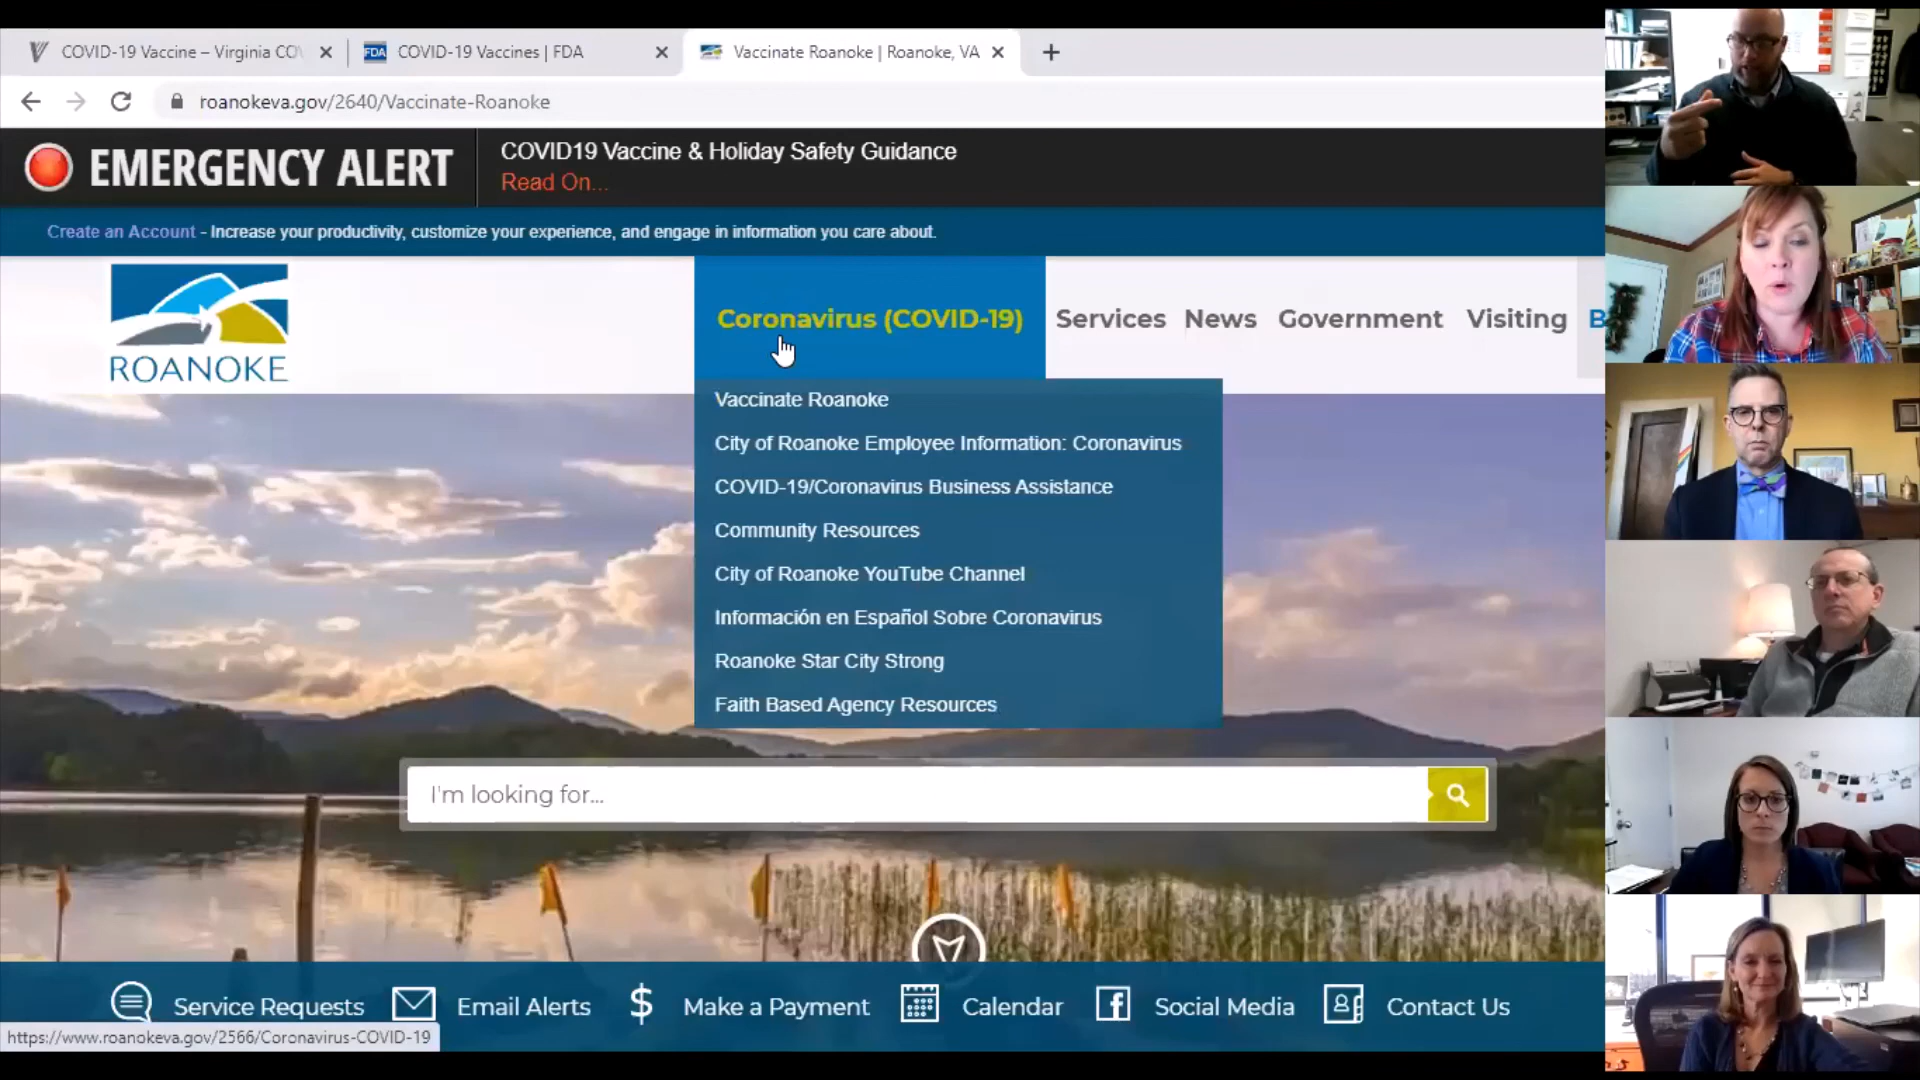 COVID-19 Vaccine – Virginia COV
COVID-19 Vaccines | FDA
Vaccinate Roanoke | Roanoke, VA
roanokeva.gov/2640/Vaccinate-Roanoke
EMERGENCY ALERT
COVID19 Vaccine & Holiday Safety Guidance
Read On...
Create an Account - Increase your productivity, customize your experience, and engage in information you care about.
ROANOKE
Coronavirus (COVID-19)
Services
News
Government
Visiting
B
Vaccinate Roanoke
City of Roanoke Employee Information: Coronavirus
COVID-19/Coronavirus Business Assistance
Community Resources
City of Roanoke YouTube Channel
Información en Español Sobre Coronavirus
Roanoke Star City Strong
Faith Based Agency Resources
I'm looking for...
Service Requests
Email Alerts
Make a Payment
Calendar
Social Media
Contact Us
https://www.roanokeva.gov/2566/Coronavirus-COVID-19